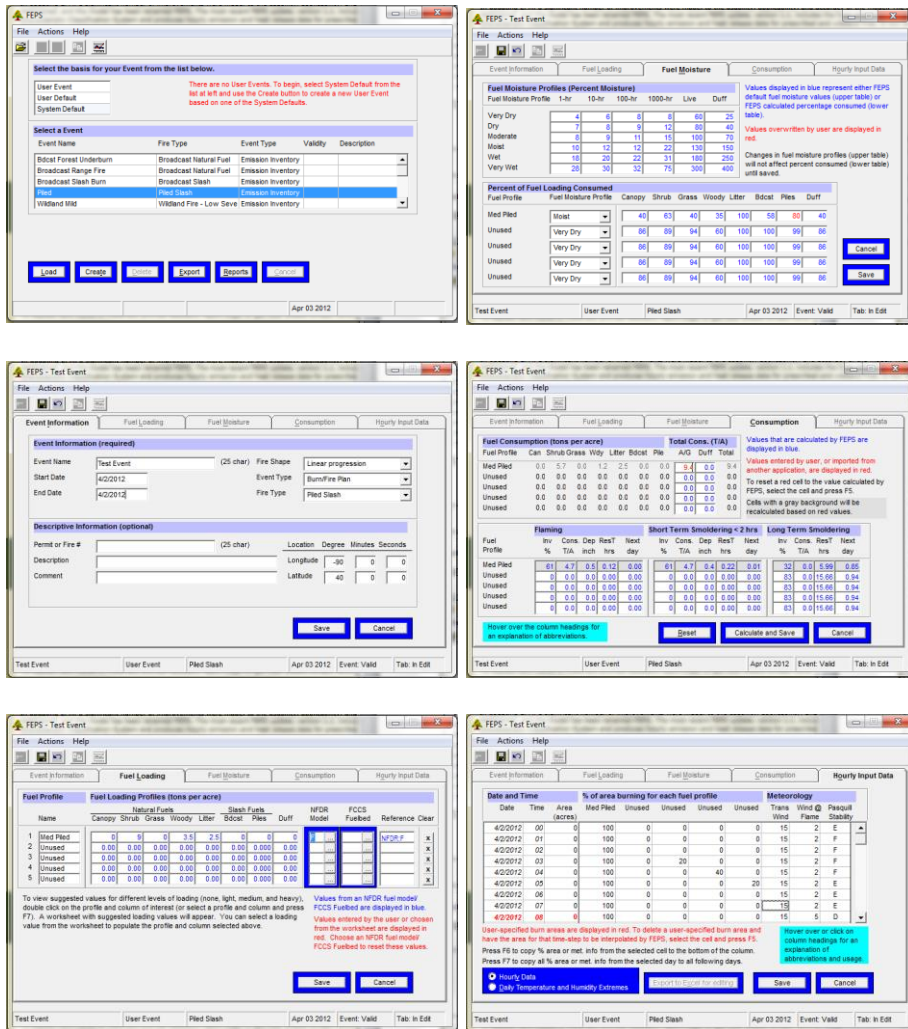 FEPS
File Actions Help
Select the basis for your Event from the list below.
User Event
User Default
System Default
There are no User Events. To begin, select System Default from the
list at left and use the Create button to create a new User Event
based on one of the System Defaults.
Select a Event
Event Name Fire Type Event Type Validity Description
Bdcst Forest Underburn Broadcast Natural Fuel Emission Inventory
Broadcast Range Fire Broadcast Natural Fuel Emission Inventory
Broadcast Slash Burn Broadcast Slash Emission Inventory
Piled Piled Slash Emission Inventory
Wildland Mild Wildland Fire - Low Seve Emission Inventory
Load Create Delete Export Reports Cancel
Apr 03 2012
FEPS - Test Event
File Actions Help
Event Information Fuel Loading Fuel Moisture Consumption Hourly Input Data
Fuel Moisture Profiles (Percent Moisture)
Fuel Moisture Profile 1-hr 10-hr 100-hr 1000-hr Live Duff
Very Dry 4 6 8 8 60 25
Dry 7 8 9 12 80 40
Moderate 8 9 11 15 100 70
Moist 10 12 12 22 130 150
Wet 18 20 22 31 180 250
Very Wet 28 30 32 75 300 400
Values displayed in blue represent either FEPS
default fuel moisture values (upper table) or
FEPS calculated percentage consumed (lower
table).
Values overwritten by user are displayed in
red.
Changes in fuel moisture profiles (upper table)
will not affect percent consumed (lower table)
until saved.
Percent of Fuel Loading Consumed
Fuel Profile Fuel Moisture Profile Canopy Shrub Grass Woody Litter Bdcst Piles Duff
Med Piled Moist 40 63 40 35 100 58 80 40
Unused Very Dry 86 89 94 60 100 100 99 86
Unused Very Dry 86 89 94 60 100 100 99 86
Unused Very Dry 86 89 94 60 100 100 99 86
Unused Very Dry 86 89 94 60 100 100 99 86
Cancel
Save
Test Event User Event Piled Slash Apr 03 2012 Event: Valid Tab: In Edit
FEPS - Test Event
File Actions Help
Event Information Fuel Loading Fuel Moisture Consumption Hourly Input Data
Event Information (required)
Event Name Test Event (25 char) Fire Shape Linear progression
Start Date 4/2/2012 Event Type Burn/Fire Plan
End Date 4/2/2012 Fire Type Piled Slash
Descriptive Information (optional)
Permit or Fire # (25 char) Location Degree Minutes Seconds
Description Longitude -90 0 0
Comment Latitude 40 0 0
Save Cancel
Test Event User Event Piled Slash Apr 03 2012 Event: Valid Tab: In Edit
FEPS - Test Event
File Actions Help
Event Information Fuel Loading Fuel Moisture Consumption Hourly Input Data
Fuel Consumption (tons per acre) Total Cons. (T/A)
Fuel Profile Can Shrub Grass Wdy Litter Bdcst Pile A/G Duff Total
Med Piled 0.0 5.7 0.0 1.2 2.5 0.0 0.0 9.4 0.0 9.4
Unused 0.0 0.0 0.0 0.0 0.0 0.0 0.0 0.0 0.0 0.0
Unused 0.0 0.0 0.0 0.0 0.0 0.0 0.0 0.0 0.0 0.0
Unused 0.0 0.0 0.0 0.0 0.0 0.0 0.0 0.0 0.0 0.0
Unused 0.0 0.0 0.0 0.0 0.0 0.0 0.0 0.0 0.0 0.0
Values that are calculated by FEPS are
displayed in blue.
Values entered by user, or imported from
another application, are displayed in red.
To reset a red cell to the value calculated by
FEPS, select the cell and press F5.
Cells with a gray background will be
recalculated based on red values.
Flaming Short Term Smoldering < 2 hrs Long Term Smoldering
Fuel Inv Cons. Dep ResT Next Inv Cons. Dep ResT Next Inv Cons. ResT Next
Profile % T/A inch hrs day % T/A inch hrs day % T/A hrs day
Med Piled 61 4.7 0.5 0.12 0.00 61 4.7 0.4 0.22 0.01 32 0.0 5.99 0.85
Unused 0 0.0 0.0 0.00 0.00 0 0.0 0.0 0.00 0.00 83 0.0 15.66 0.94
Unused 0 0.0 0.0 0.00 0.00 0 0.0 0.0 0.00 0.00 83 0.0 15.66 0.94
Unused 0 0.0 0.0 0.00 0.00 0 0.0 0.0 0.00 0.00 83 0.0 15.66 0.94
Unused 0 0.0 0.0 0.00 0.00 0 0.0 0.0 0.00 0.00 83 0.0 15.66 0.94
Hover over the column headings for
an explanation of abbreviations.
Reset Calculate and Save Cancel
Test Event User Event Piled Slash Apr 03 2012 Event: Valid Tab: In Edit
FEPS - Test Event
File Actions Help
Event Information Fuel Loading Fuel Moisture Consumption Hourly Input Data
Fuel Profile Fuel Loading Profiles (tons per acre)
Natural Fuels Slash Fuels NFDR FCCS
Name Canopy Shrub Grass Woody Litter Bdcst Piles Duff Model Fuelbed Reference Clear
1 Med Piled 0 9 0 3.5 2.5 0 0 0 ... ... NFDR F x
2 Unused 0.00 0.00 0.00 0.00 0.00 0.00 0.000 0.00 ... ... x
3 Unused 0.00 0.00 0.00 0.00 0.00 0.00 0.000 0.00 ... ... x
4 Unused 0.00 0.00 0.00 0.00 0.00 0.00 0.000 0.00 ... ... x
5 Unused 0.00 0.00 0.00 0.00 0.00 0.00 0.000 0.00 ... ... x
To view suggested values for different levels of loading (none, light, medium, and heavy),
double click on the profile and column of interest (or select a profile and column and press
F7). A worksheet with suggested loading values will appear. You can select a loading
value from the worksheet to populate the profile and column selected above.
Values from an NFDR fuel model/
FCCS Fuelbed are displayed in blue.
Values entered by the user or chosen
from the worksheet are displayed in
red. Choose an NFDR fuel model/
FCCS Fuelbed to reset these values.
Save Cancel
Test Event User Event Piled Slash Apr 03 2012 Event: Valid Tab: In Edit
FEPS - Test Event
File Actions Help
Event Information Fuel Loading Fuel Moisture Consumption Hourly Input Data
Date and Time % of area burning for each fuel profile Meteorology
Date Time Area Med Piled Unused Unused Unused Unused Trans Wind @ Pasquill
(acres) Wind Flame Stability
4/2/2012 00 0 100 0 0 0 0 15 2 E
4/2/2012 01 0 100 0 0 0 0 15 2 F
4/2/2012 02 0 100 0 0 0 0 15 2 F
4/2/2012 03 0 100 0 20 0 0 15 2 F
4/2/2012 04 0 100 0 0 40 0 15 2 F
4/2/2012 05 0 100 0 0 0 20 15 2 E
4/2/2012 06 0 100 0 0 0 0 15 2 E
4/2/2012 07 0 100 0 0 0 0 15 2 E
4/2/2012 08 0 100 0 0 0 0 15 5 D
User-specified burn areas are displayed in red. To delete a user-specified burn area and
have the area for that time-step to be interpolated by FEPS, select the cell and press F5.
Press F6 to copy % area or met. info from the selected cell to the bottom of the column.
Press F7 to copy all % area or met. info from the selected day to all following days.
Hover over or click on
column headings for an
explanation of
abbreviations and usage.
Hourly Data
Daily Temperature and Humidity Extremes
Export to Excel for editing Save Cancel
Test Event User Event Piled Slash Apr 03 2012 Event: Valid Tab: In Edit